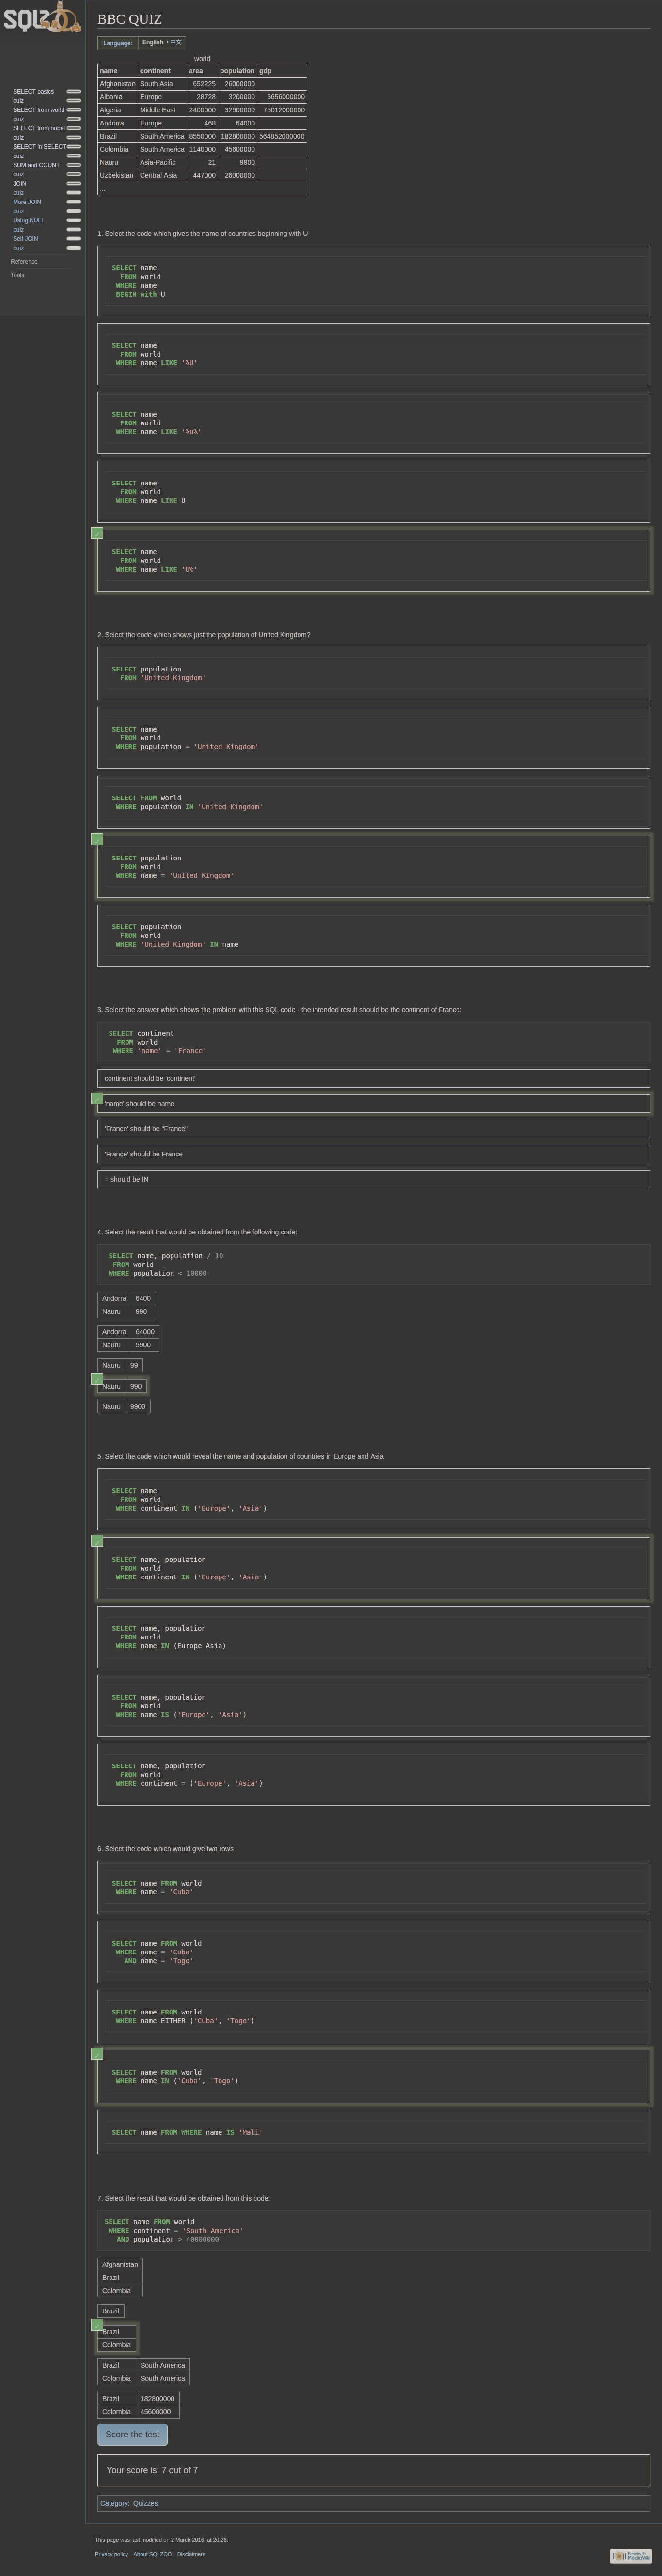 SQLZOO
SELECT basics
quiz
SELECT from world
quiz
SELECT from nobel
quiz
SELECT in SELECT
quiz
SUM and COUNT
quiz
JOIN
quiz
More JOIN
quiz
Using NULL
quiz
Self JOIN
quiz
Reference
Tools
BBC QUIZ
Language: English • 中文
world
name continent area population gdp
Afghanistan South Asia 652225 26000000
Albania Europe 28728 3200000 6656000000
Algeria Middle East 2400000 32900000 75012000000
Andorra Europe 468 64000
Brazil South America 8550000 182800000 564852000000
Colombia South America 1140000 45600000
Nauru Asia-Pacific 21 9900
Uzbekistan Central Asia 447000 26000000
...
1. Select the code which gives the name of countries beginning with U
SELECT name
FROM world
WHERE name
BEGIN with U
SELECT name
FROM world
WHERE name LIKE '%U'
SELECT name
FROM world
WHERE name LIKE '%u%'
SELECT name
FROM world
WHERE name LIKE U
SELECT name
FROM world
WHERE name LIKE 'U%'
2. Select the code which shows just the population of United Kingdom?
SELECT population
FROM 'United Kingdom'
SELECT name
FROM world
WHERE population = 'United Kingdom'
SELECT FROM world
WHERE population IN 'United Kingdom'
SELECT population
FROM world
WHERE name = 'United Kingdom'
SELECT population
FROM world
WHERE 'United Kingdom' IN name
3. Select the answer which shows the problem with this SQL code - the intended result should be the continent of France:
SELECT continent
FROM world
WHERE 'name' = 'France'
continent should be 'continent'
'name' should be name
'France' should be "France"
'France' should be France
= should be IN
4. Select the result that would be obtained from the following code:
SELECT name, population / 10
FROM world
WHERE population < 10000
Andorra 6400
Nauru 990
Andorra 64000
Nauru 9900
Nauru 99
Nauru 990
Nauru 9900
5. Select the code which would reveal the name and population of countries in Europe and Asia
SELECT name
FROM world
WHERE continent IN ('Europe', 'Asia')
SELECT name, population
FROM world
WHERE continent IN ('Europe', 'Asia')
SELECT name, population
FROM world
WHERE name IN (Europe Asia)
SELECT name, population
FROM world
WHERE name IS ('Europe', 'Asia')
SELECT name, population
FROM world
WHERE continent = ('Europe', 'Asia')
6. Select the code which would give two rows
SELECT name FROM world
WHERE name = 'Cuba'
SELECT name FROM world
WHERE name = 'Cuba'
AND name = 'Togo'
SELECT name FROM world
WHERE name EITHER ('Cuba', 'Togo')
SELECT name FROM world
WHERE name IN ('Cuba', 'Togo')
SELECT name FROM WHERE name IS 'Mali'
7. Select the result that would be obtained from this code:
SELECT name FROM world
WHERE continent = 'South America'
AND population > 40000000
Afghanistan
Brazil
Colombia
Brazil
Brazil
Colombia
Brazil South America
Colombia South America
Brazil 182800000
Colombia 45600000
Score the test
Your score is: 7 out of 7
Category: Quizzes
This page was last modified on 2 March 2016, at 20:26.
Privacy policy About SQLZOO Disclaimers
Powered By
MediaWiki